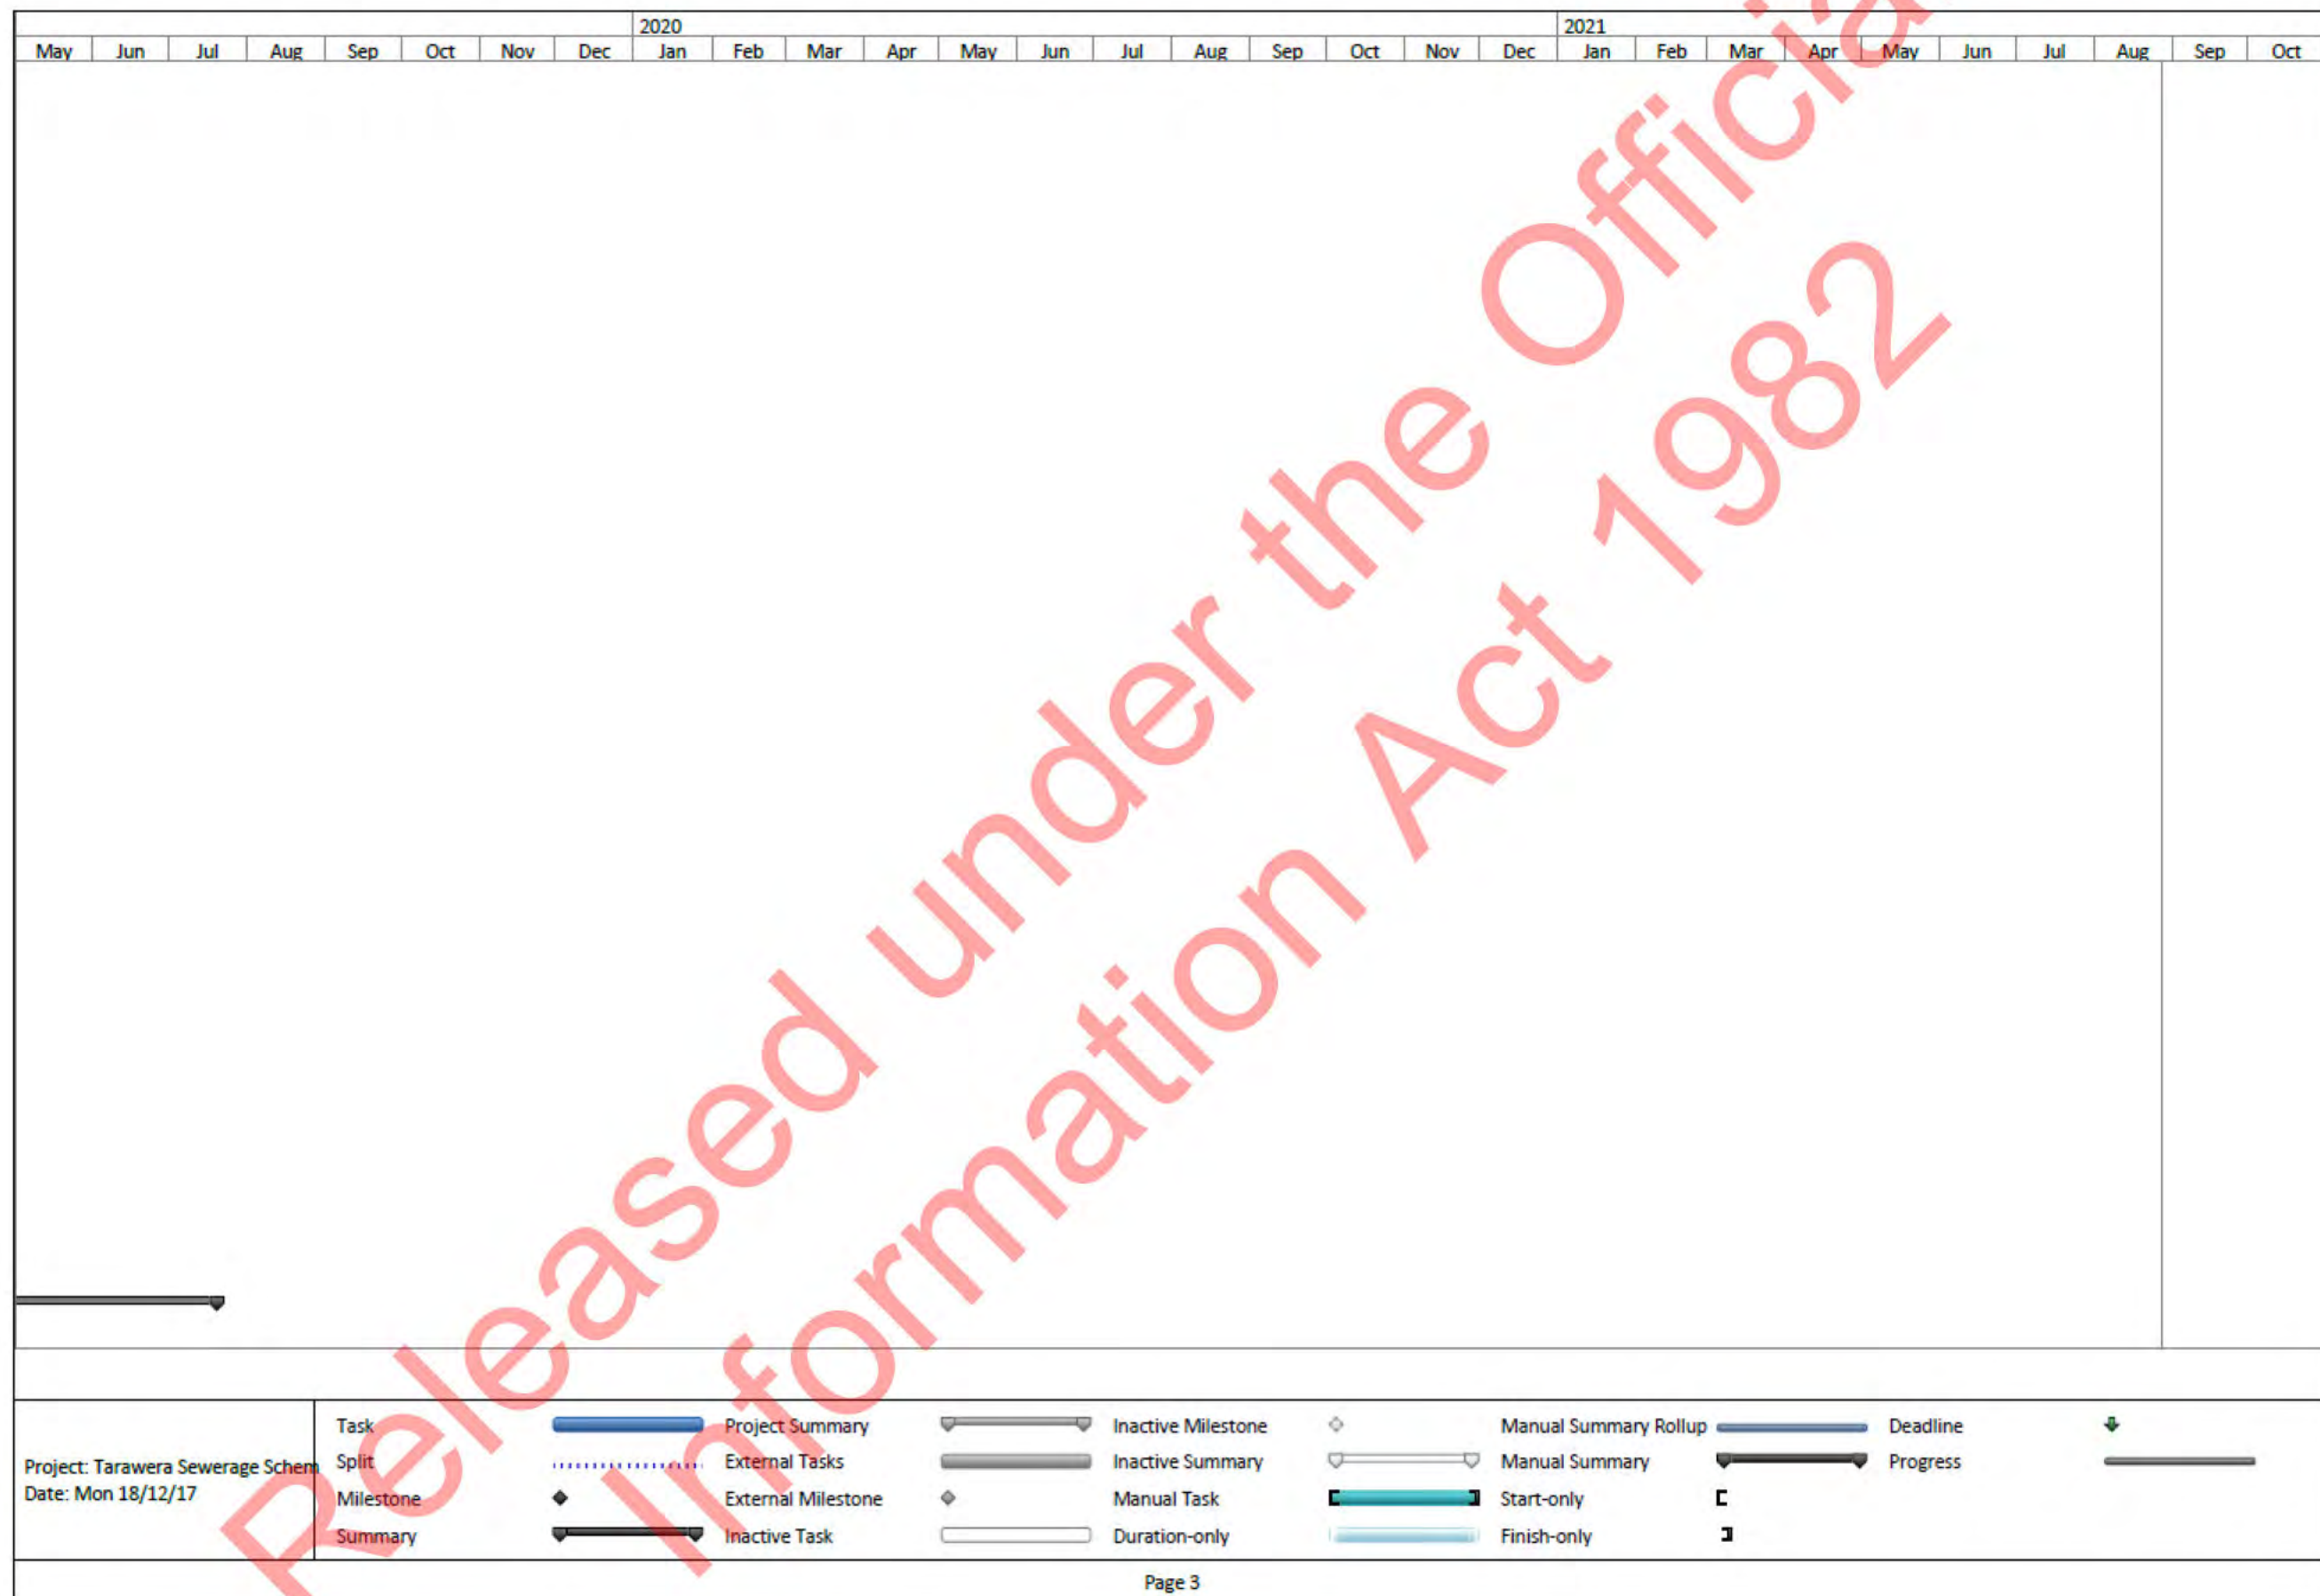 2020 2021
May Jun Jul Aug Sep Oct Nov Dec Jan Feb Mar Apr May Jun Jul Aug Sep Oct Nov Dec Jan Feb Mar Apr May Jun Jul Aug Sep Oct
Released under the Officia
Information Act 1982
Project: Tarawera Sewerage Schem
Date: Mon 18/12/17
Task Project Summary Inactive Milestone Manual Summary Rollup Deadline
Split External Tasks Inactive Summary Manual Summary Progress
Milestone External Milestone Manual Task Start-only
Summary Inactive Task Duration-only Finish-only
Page 3